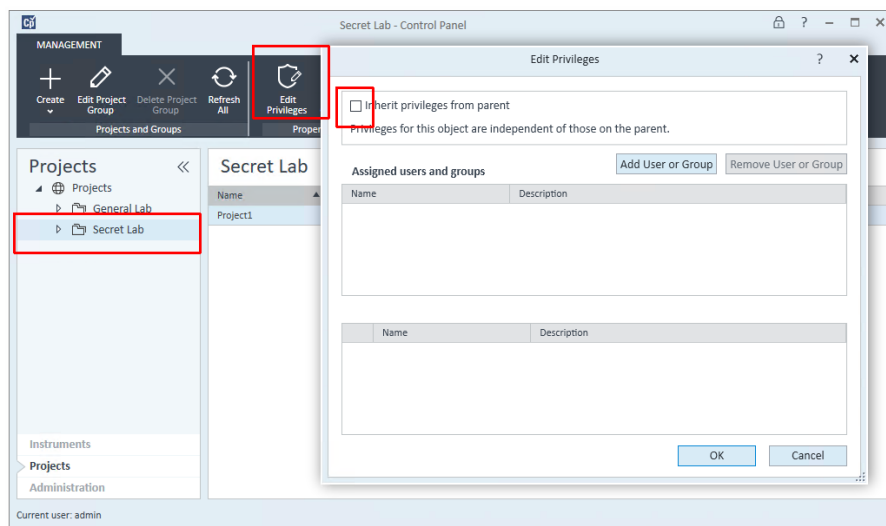 Cp
Secret Lab - Control Panel
?
MANAGEMENT
Create
Edit Project
Group
Delete Project
Group
Refresh
All
Edit
Privileges
Projects and Groups
Proper
Edit Privileges
?
Inherit privileges from parent
Privileges for this object are independent of those on the parent.
Assigned users and groups
Add User or Group
Remove User or Group
Name
Description
Name
Description
OK
Cancel
Projects
Projects
General Lab
Secret Lab
Secret Lab
Name
Project1
Instruments
Projects
Administration
Current user: admin